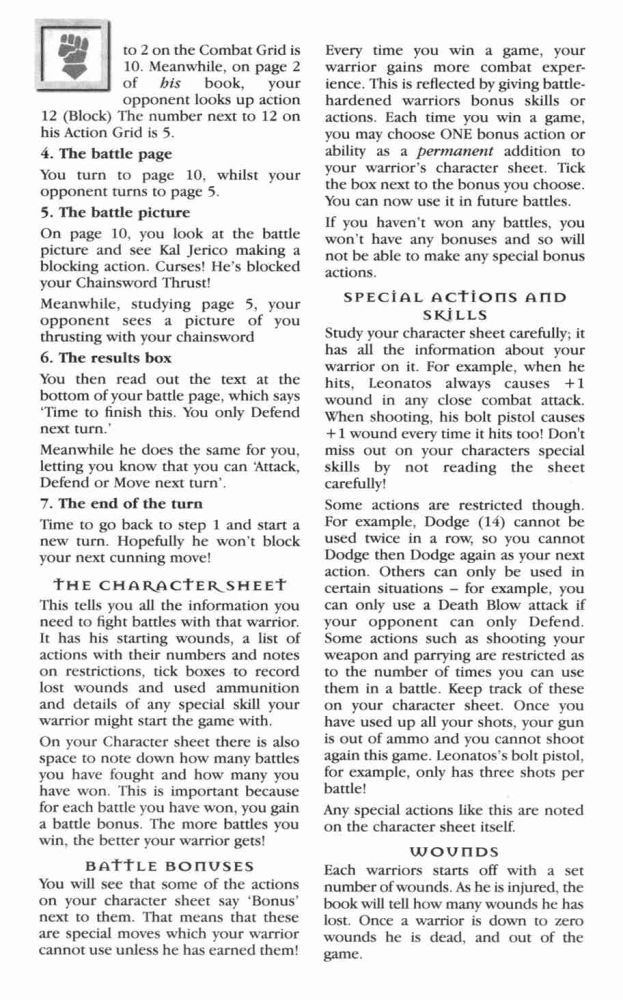 to 2 on the Combat Grid is
10. Meanwhile, on page 2
of his book, your
opponent looks up action
12 (Block) The number next to 12 on
his Action Grid is 5.
4. The battle page
You turn to page 10, whilst your
opponent turns to page 5.
5. The battle picture
On page 10, you look at the battle
picture and see Kal Jerico making a
blocking action. Curses! He's blocked
your Chainsword Thrust!
Meanwhile, studying page 5, your
opponent sees a picture of you
thrusting with your chainsword
6. The results box
You then read out the text at the
bottom of your battle page, which says
'Time to finish this. You only Defend
next turn.'
Meanwhile he does the same for you,
letting you know that you can 'Attack,
Defend or Move next turn'.
7. The end of the turn
Time to go back to step 1 and start a
new turn. Hopefully he won't block
your next cunning move!
THE CHARACTER SHEET
This tells you all the information you
need to fight battles with that warrior.
It has his starting wounds, a list of
actions with their numbers and notes
on restrictions, tick boxes to record
lost wounds and used ammunition
and details of any special skill your
warrior might start the game with.
On your Character sheet there is also
space to note down how many battles
you have fought and how many you
have won. This is important because
for each battle you have won, you gain
a battle bonus. The more battles you
win, the better your warrior gets!
BATTLE BONUSES
You will see that some of the actions
on your character sheet say 'Bonus'
next to them. That means that these
are special moves which your warrior
cannot use unless he has earned them!
Every time you win a game, your
warrior gains more combat exper-
ience. This is reflected by giving battle-
hardened warriors bonus skills or
actions. Each time you win a game,
you may choose ONE bonus action or
ability as a permanent addition to
your warrior's character sheet. Tick
the box next to the bonus you choose.
You can now use it in future battles.
If you haven't won any battles, you
won't have any bonuses and so will
not be able to make any special bonus
actions.
SPECIAL ACTIONS AND
SKILLS
Study your character sheet carefully; it
has all the information about your
warrior on it. For example, when he
hits, Leonatos always causes +1
wound in any close combat attack.
When shooting, his bolt pistol causes
+1 wound every time it hits too! Don't
miss out on your characters special
skills by not reading the sheet
carefully!
Some actions are restricted though.
For example, Dodge (14) cannot be
used twice in a row, so you cannot
Dodge then Dodge again as your next
action. Others can only be used in
certain situations – for example, you
can only use a Death Blow attack if
your opponent can only Defend.
Some actions such as shooting your
weapon and parrying are restricted as
to the number of times you can use
them in a battle. Keep track of these
on your character sheet. Once you
have used up all your shots, your gun
is out of ammo and you cannot shoot
again this game. Leonatos's bolt pistol,
for example, only has three shots per
battle!
Any special actions like this are noted
on the character sheet itself.
WOUNDS
Each warriors starts off with a set
number of wounds. As he is injured, the
book will tell how many wounds he has
lost. Once a warrior is down to zero
wounds he is dead, and out of the
game.